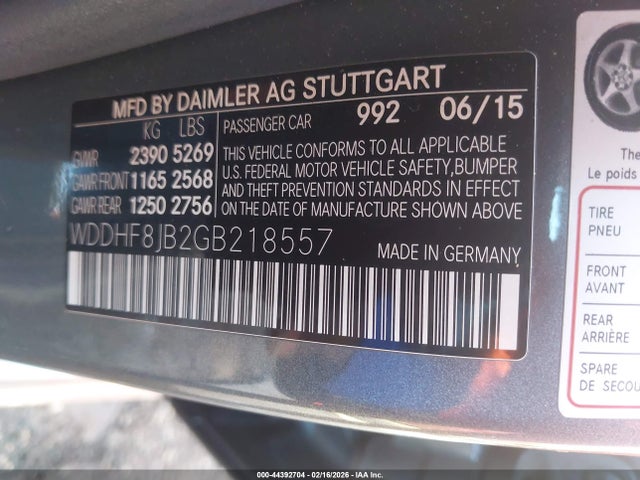 MFD BY DAIMLER AG STUTTGART
KG LBS
GVWR 2390 5269
GAWR FRONT 1165 2568
GAWR REAR 1250 2756
PASSENGER CAR 992 06/15
THIS VEHICLE CONFORMS TO ALL APPLICABLE
U.S. FEDERAL MOTOR VEHICLE SAFETY,BUMPER
AND THEFT PREVENTION STANDARDS IN EFFECT
ON THE DATE OF MANUFACTURE SHOWN ABOVE
WDDHF8JB2GB218557
MADE IN GERMANY
The
Le poids
TIRE
PNEU
FRONT
AVANT
REAR
ARRIÈRE
SPARE
DE SECOU
000-44392704 - 02/16/2026 - IAA Inc.